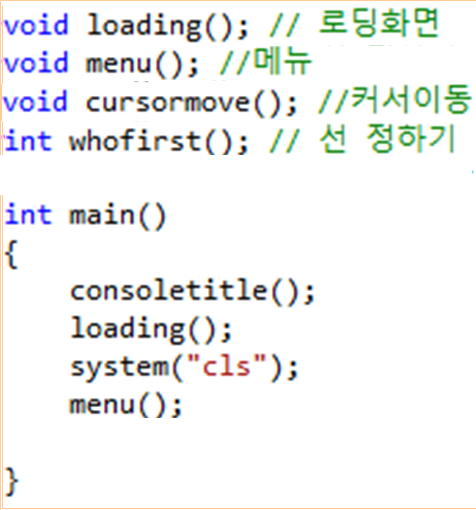 void loading(); // 로딩화면
void menu(); //메뉴
void cursormove(); //커서이동
int whofirst(); // 선 정하기
int main()
{
consoletitle();
loading();
system("cls");
menu();
}